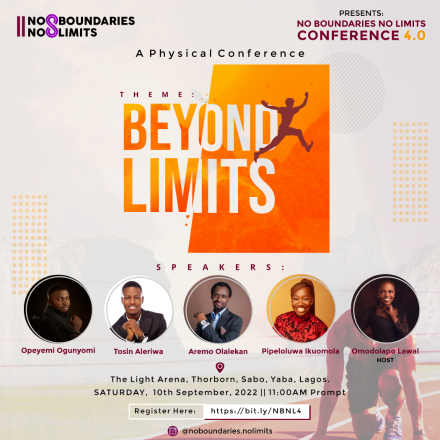 NO BOUNDARIES
NO LIMITS
PRESENTS:
NO BOUNDARIES NO LIMITS
CONFERENCE 4.0
A Physical Conference
THEME:
BEYOND
LIMITS
SPEAKERS:
Opeyemi Ogunyomi
Tosin Aleriwa
Aremo Olalekan
Pipeloluwa Ikuomola
Omodolapo Lawal
HOST
The Light Arena, Thorborn, Sabo, Yaba, Lagos.
SATURDAY, 10th September, 2022 || 11:00AM Prompt
Register Here: https://bit.ly/NBNL4
@noboundaries.nolimits